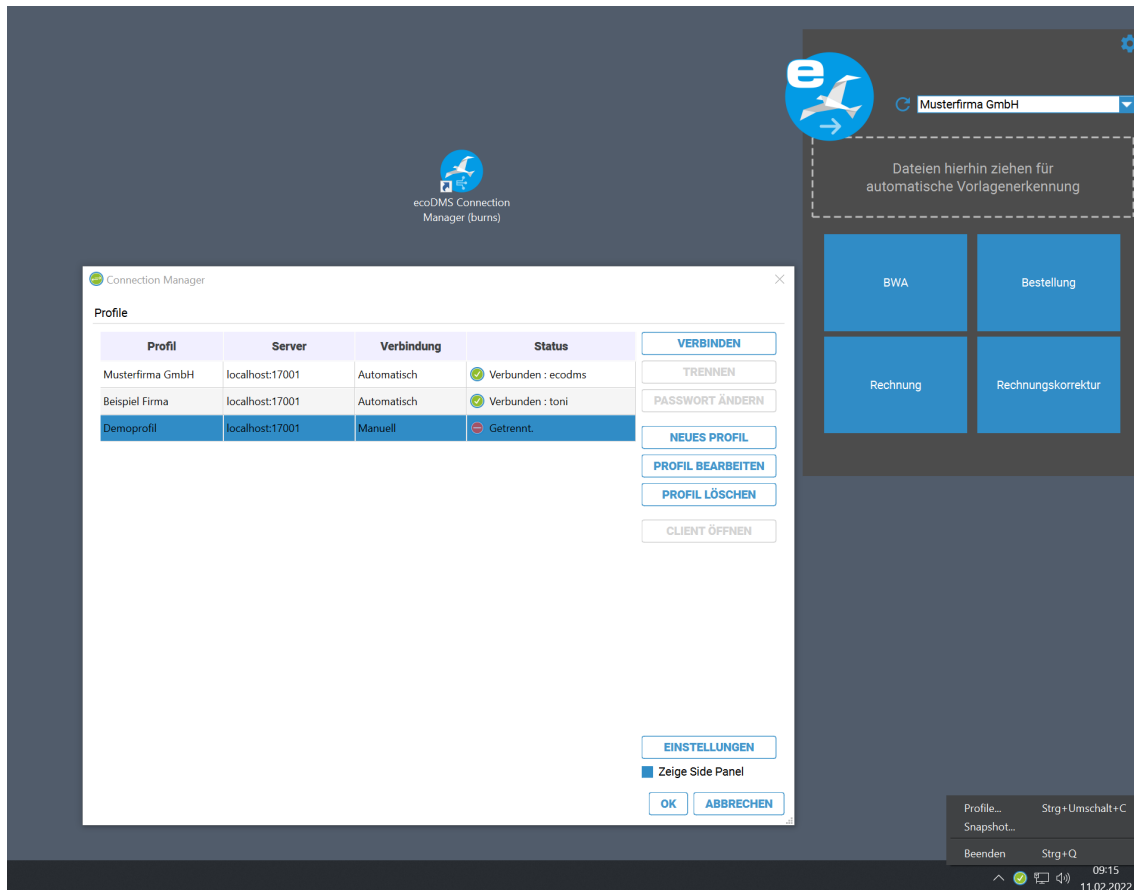 e
Musterfirma GmbH
Dateien hierhin ziehen für
automatische Vorlagenerkennung
BWA
Bestellung
Rechnung
Rechnungskorrektur
ecoDMS Connection
Manager (burns)
Connection Manager
Profile
Profil Server Verbindung Status
Musterfirma GmbH localhost:17001 Automatisch Verbunden : ecodms
Beispiel Firma localhost:17001 Automatisch Verbunden : toni
Demoprofil localhost:17001 Manuell Getrennt.
VERBINDEN
TRENNEN
PASSWORT ÄNDERN
NEUES PROFIL
PROFIL BEARBEITEN
PROFIL LÖSCHEN
CLIENT ÖFFNEN
EINSTELLUNGEN
Zeige Side Panel
OK
ABBRECHEN
Profile... Strg+Umschalt+C
Snapshot...
Beenden Strg+Q
09:15
11.02.2022